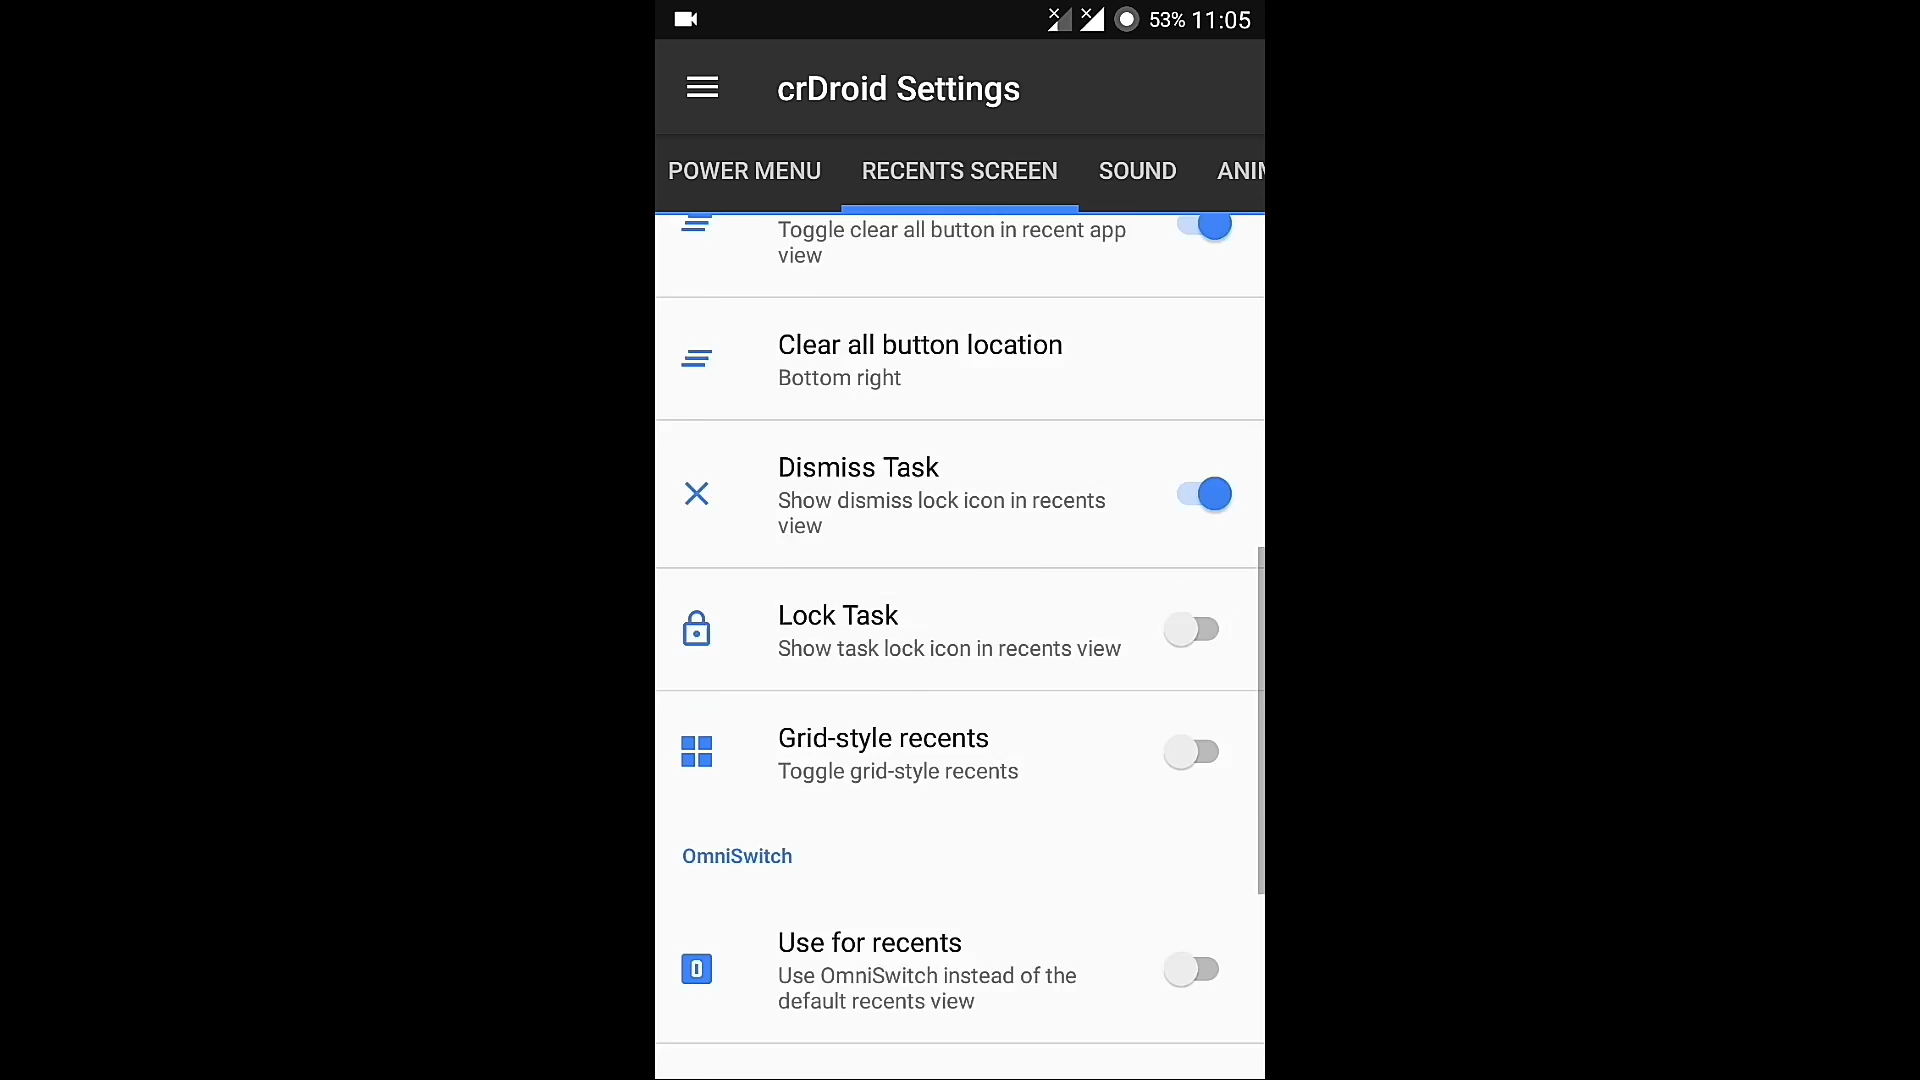 53% 11:05
crDroid Settings
POWER MENU RECENTS SCREEN SOUND ANIM
Toggle clear all button in recent app
view
Clear all button location
Bottom right
Dismiss Task
Show dismiss lock icon in recents
view
Lock Task
Show task lock icon in recents view
Grid-style recents
Toggle grid-style recents
OmniSwitch
Use for recents
Use OmniSwitch instead of the
default recents view